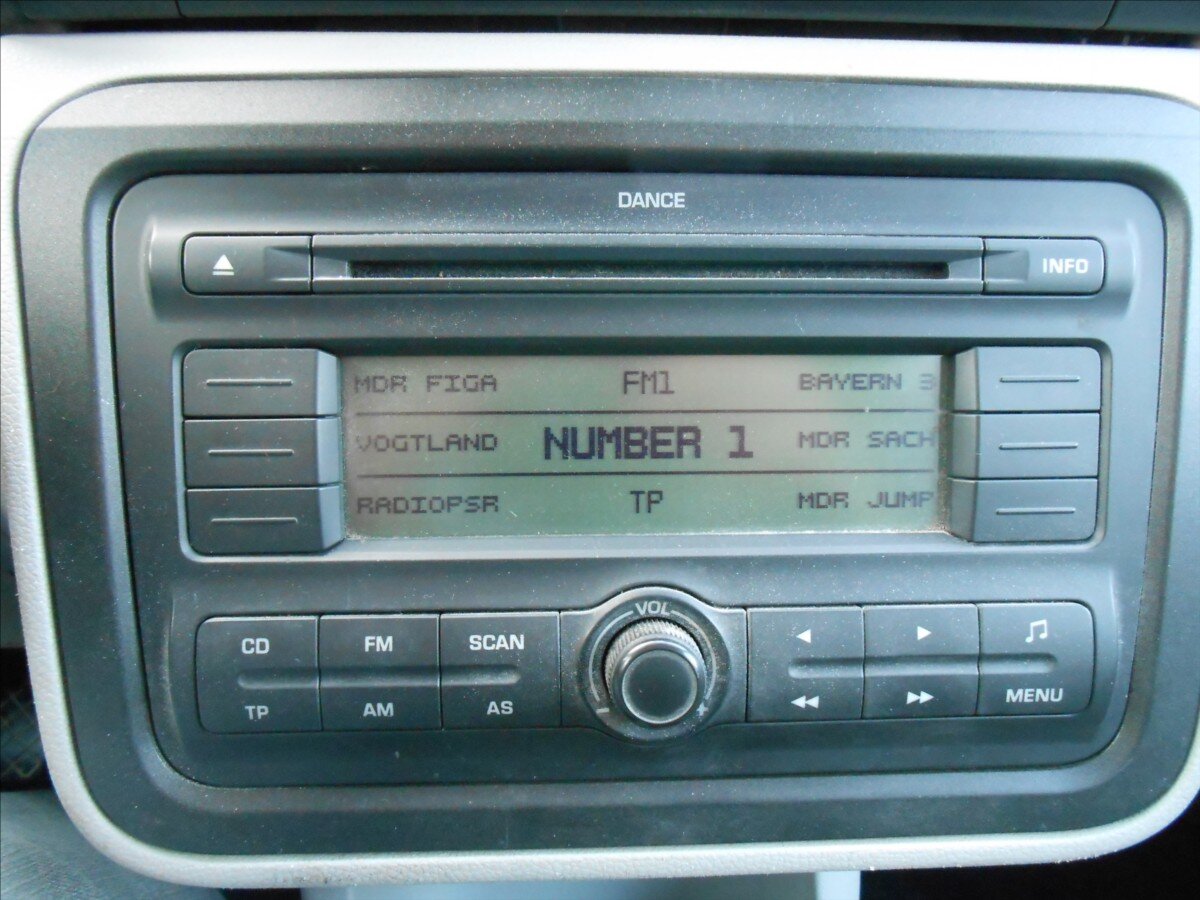 DANCE
INFO
MDR FIGA FM1 BAYERN 3
VOGTLAND NUMBER 1 MDR SACH
RADIOPSR TP MDR JUMP
VOL
CD FM SCAN
TP AM AS MENU